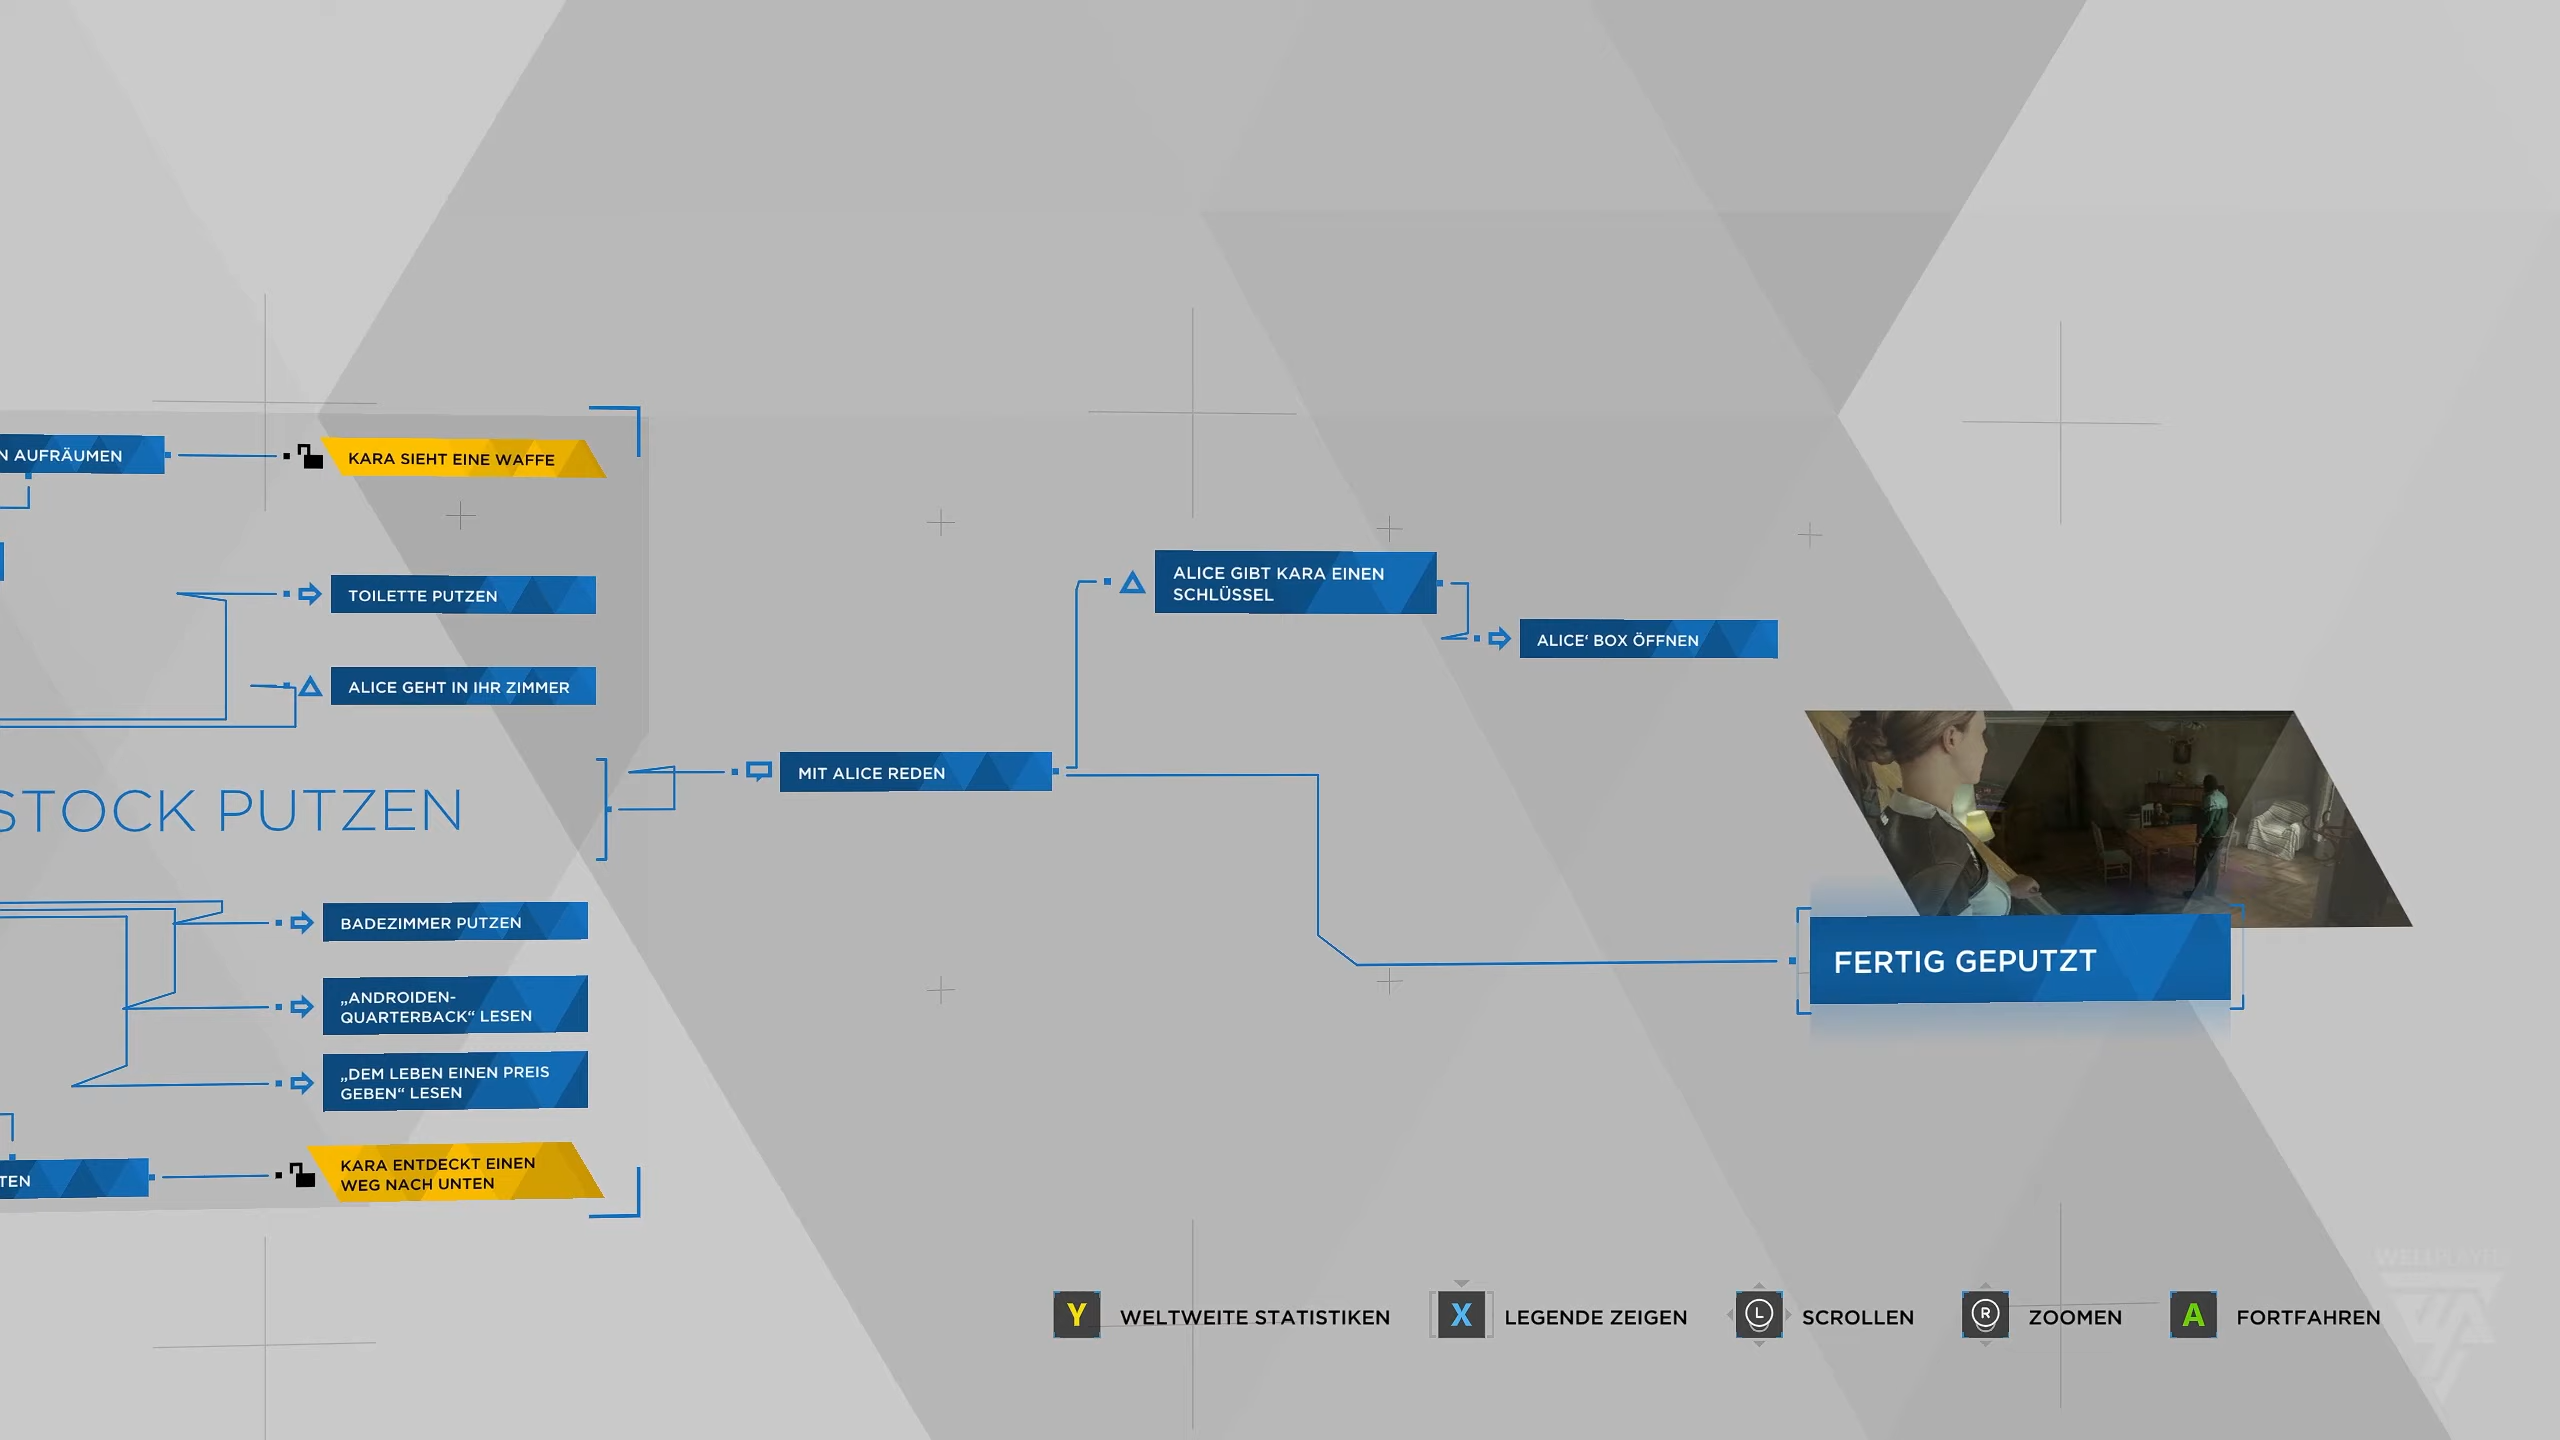 N AUFRÄUMEN
KARA SIEHT EINE WAFFE
TOILETTE PUTZEN
ALICE GEHT IN IHR ZIMMER
STOCK PUTZEN
BADEZIMMER PUTZEN
„ANDROIDEN-
QUARTERBACK“ LESEN
„DEM LEBEN EINEN PREIS
GEBEN“ LESEN
TEN
KARA ENTDECKT EINEN
WEG NACH UNTEN
MIT ALICE REDEN
ALICE GIBT KARA EINEN
SCHLÜSSEL
ALICE‘ BOX ÖFFNEN
FERTIG GEPUTZT
Y WELTWEITE STATISTIKEN X LEGENDE ZEIGEN L SCROLLEN R ZOOMEN A FORTFAHREN